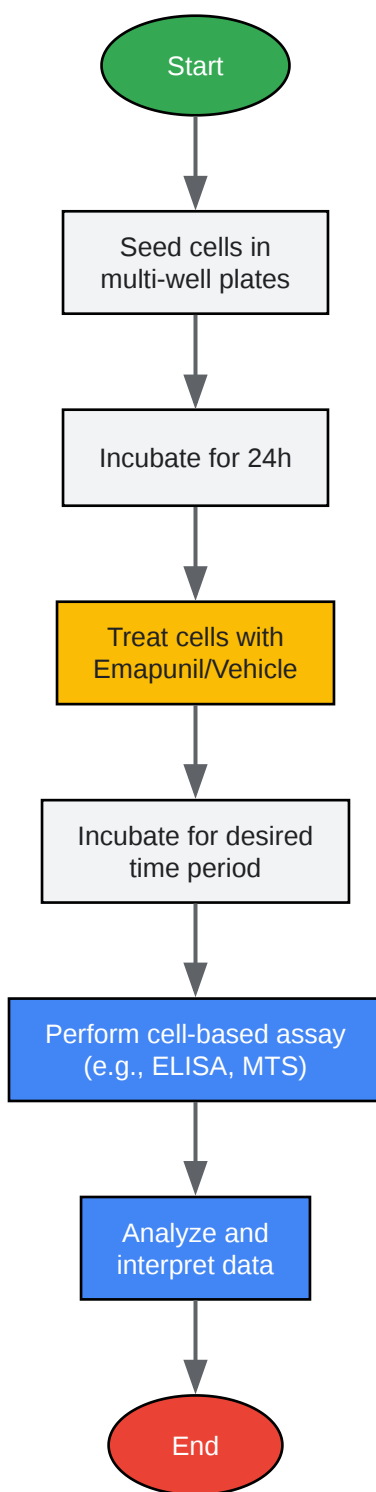 Start
Seed cells in
multi-well plates
Incubate for 24h
Treat cells with
Emapunil/Vehicle
Incubate for desired
time period
Perform cell-based assay
(e.g., ELISA, MTS)
Analyze and
interpret data
End